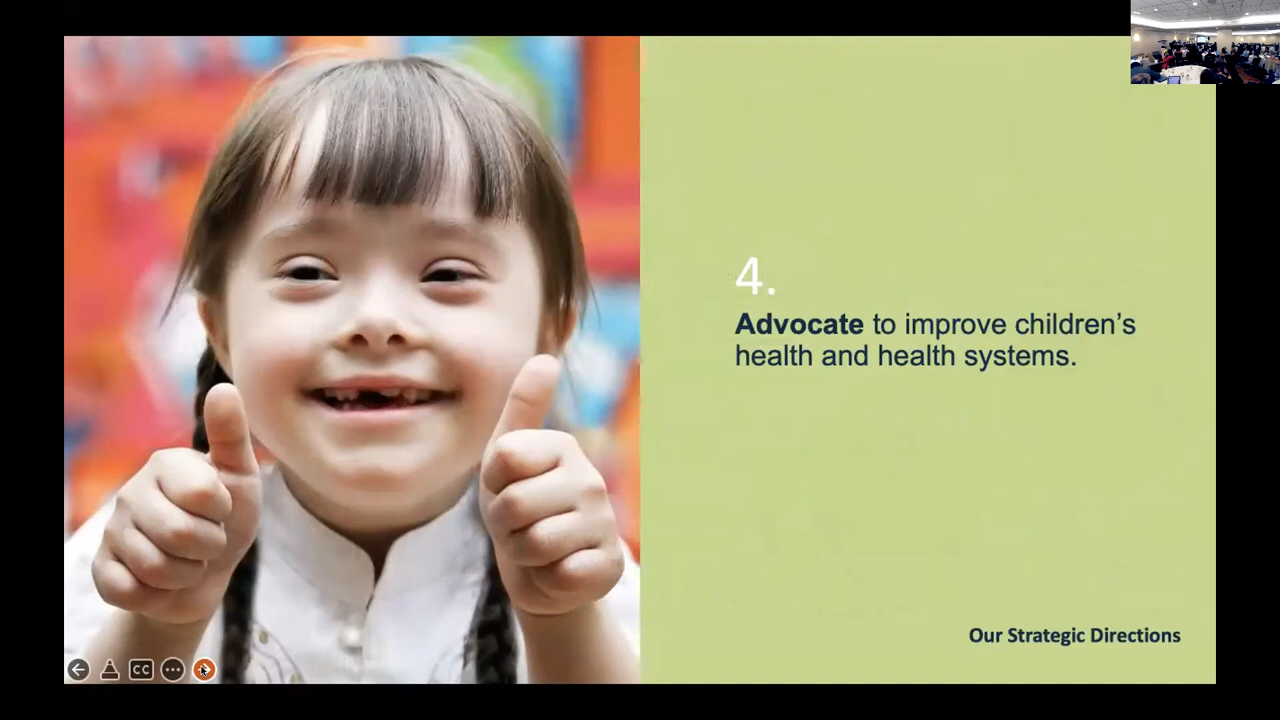 4.
Advocate to improve children’s
health and health systems.
Our Strategic Directions
CC